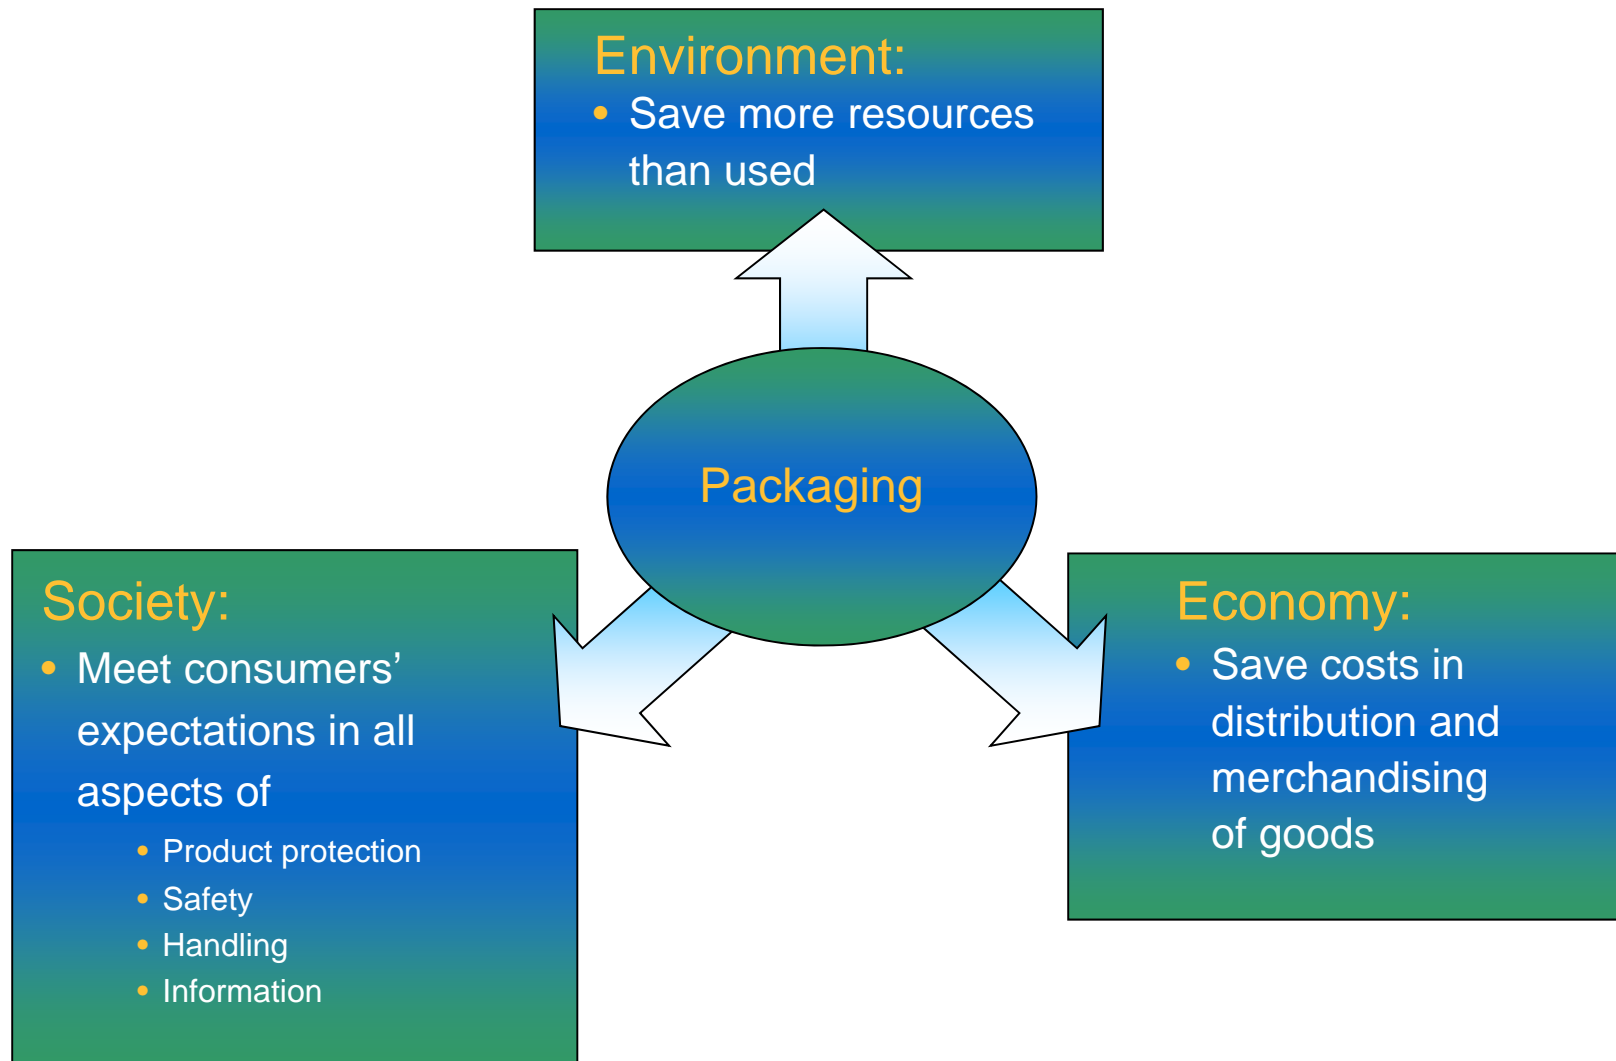 Environment:
• Save more resources
than used
Packaging
Society:
• Meet consumers’
expectations in all
aspects of
• Product protection
• Safety
• Handling
• Information
Economy:
• Save costs in
distribution and
merchandising
of goods